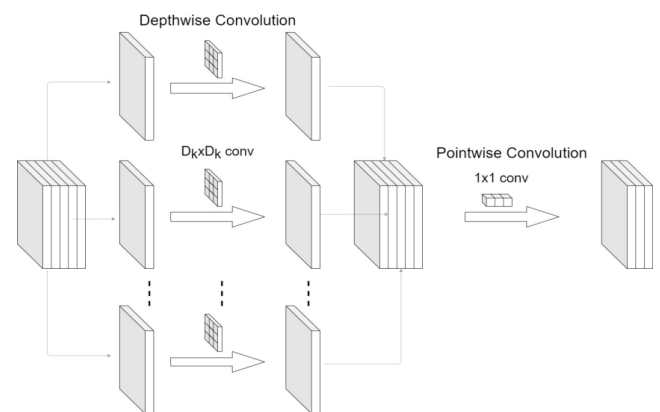 Depthwise Convolution
DkxDk conv
Pointwise Convolution
1x1 conv